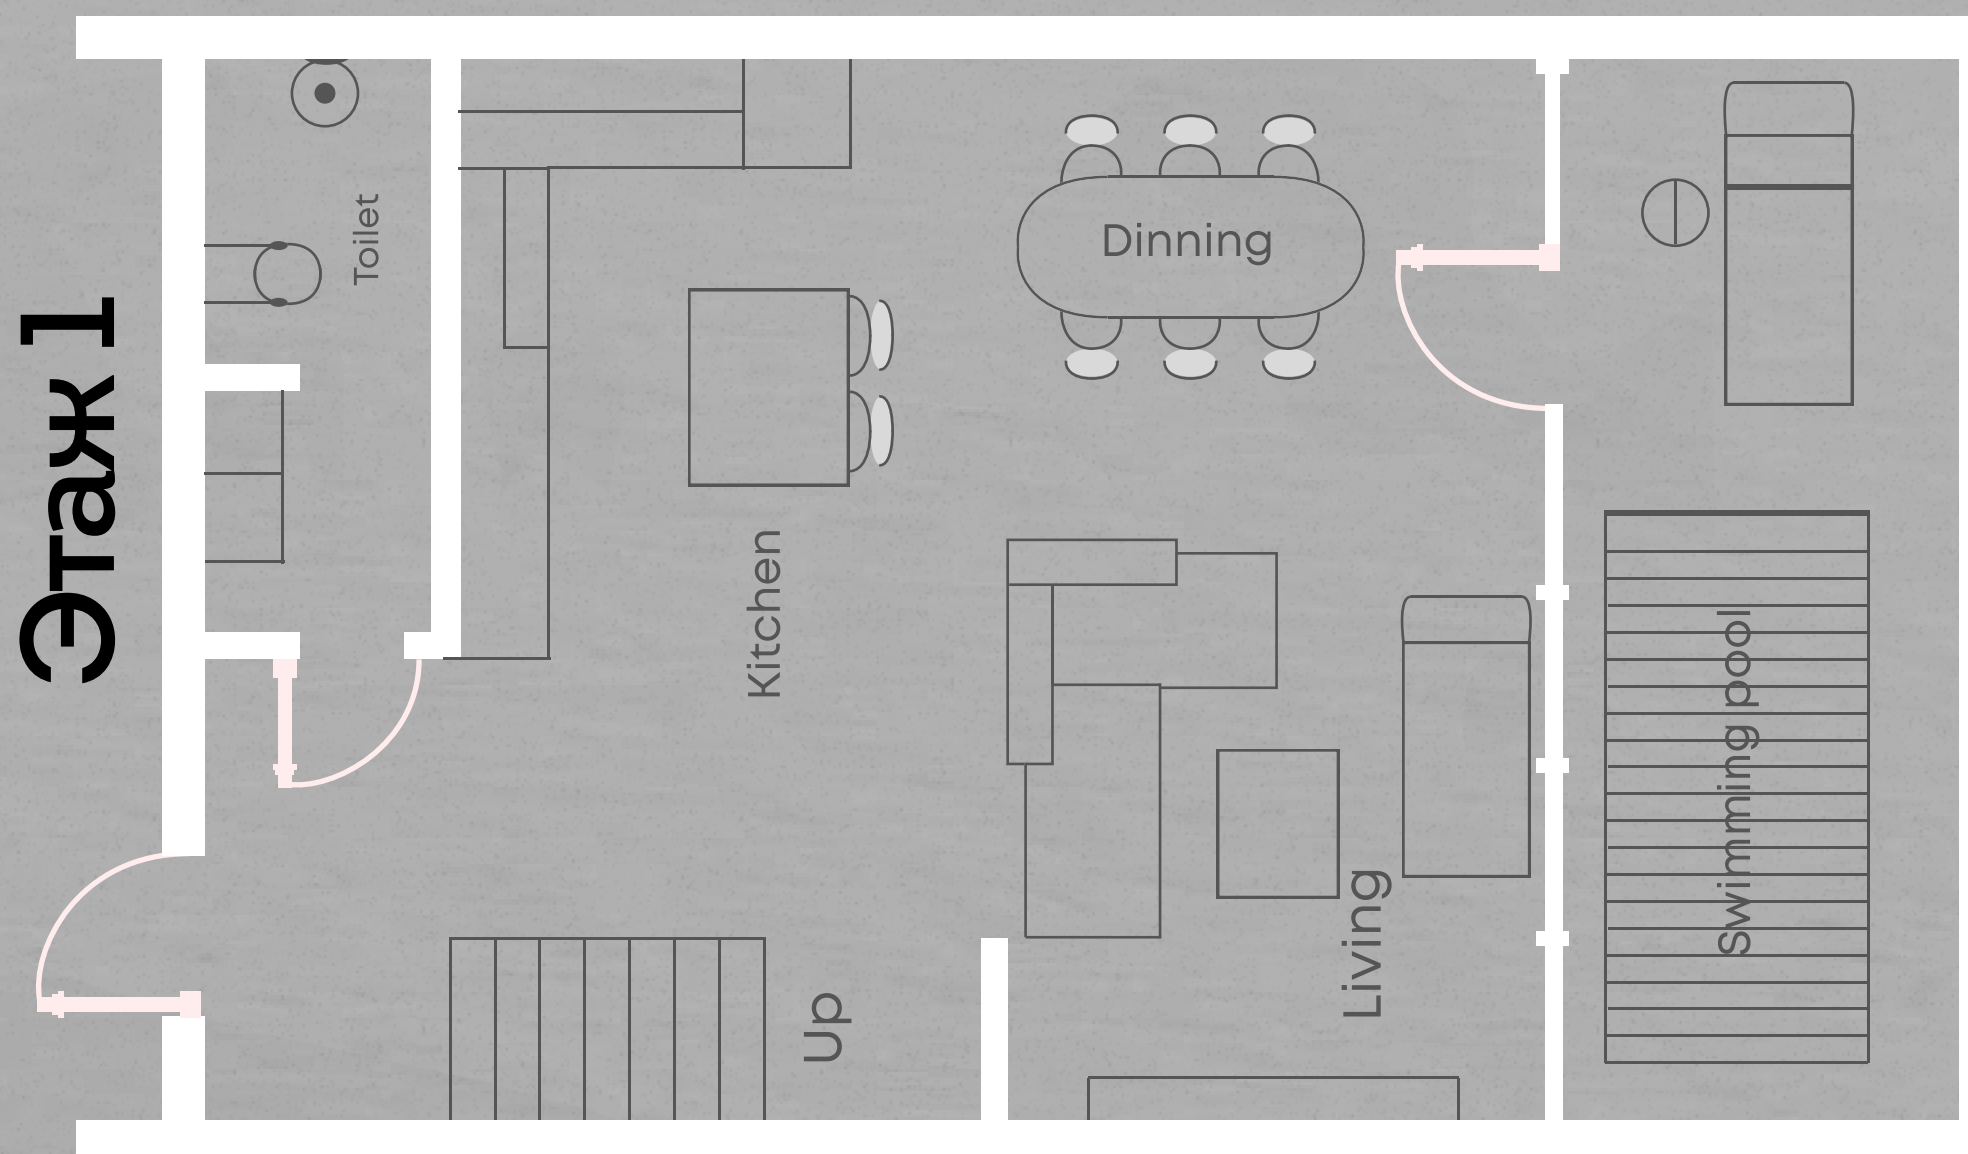 Этаж 1
Toilet
Kitchen
Dinning
Up
Living
Swimming pool